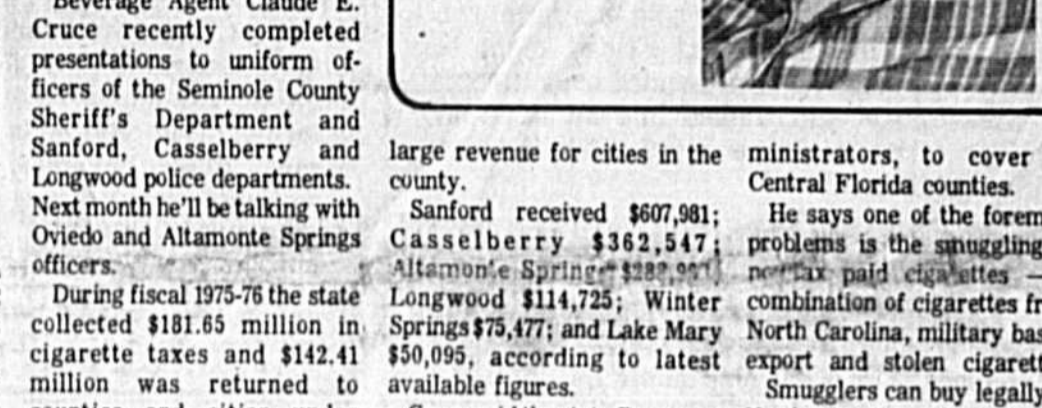 Beverage Agent Claude E.
Cruce recently completed
presentations to uniform of-
ficers of the Seminole County
Sheriff's Department and
Sanford, Casselberry and
Longwood police departments.
Next month he'll be talking with
Oviedo and Altamonte Springs
officers.
During fiscal 1975-76 the state
collected $181.65 million in
cigarette taxes and $142.41
million was returned to
large revenue for cities in the
county.
Sanford received $607,981;
Casselberry $362,547;
Altamonte Springs
Longwood $114,725; Winter
Springs $75,477; and Lake Mary
$50,095, according to latest
available figures.
ministrators, to cover
Central Florida counties.
He says one of the forem
problems is the smuggling
tax paid cigarettes —
combination of cigarettes fr
North Carolina, military bas
export and stolen cigarett
Smugglers can buy legally